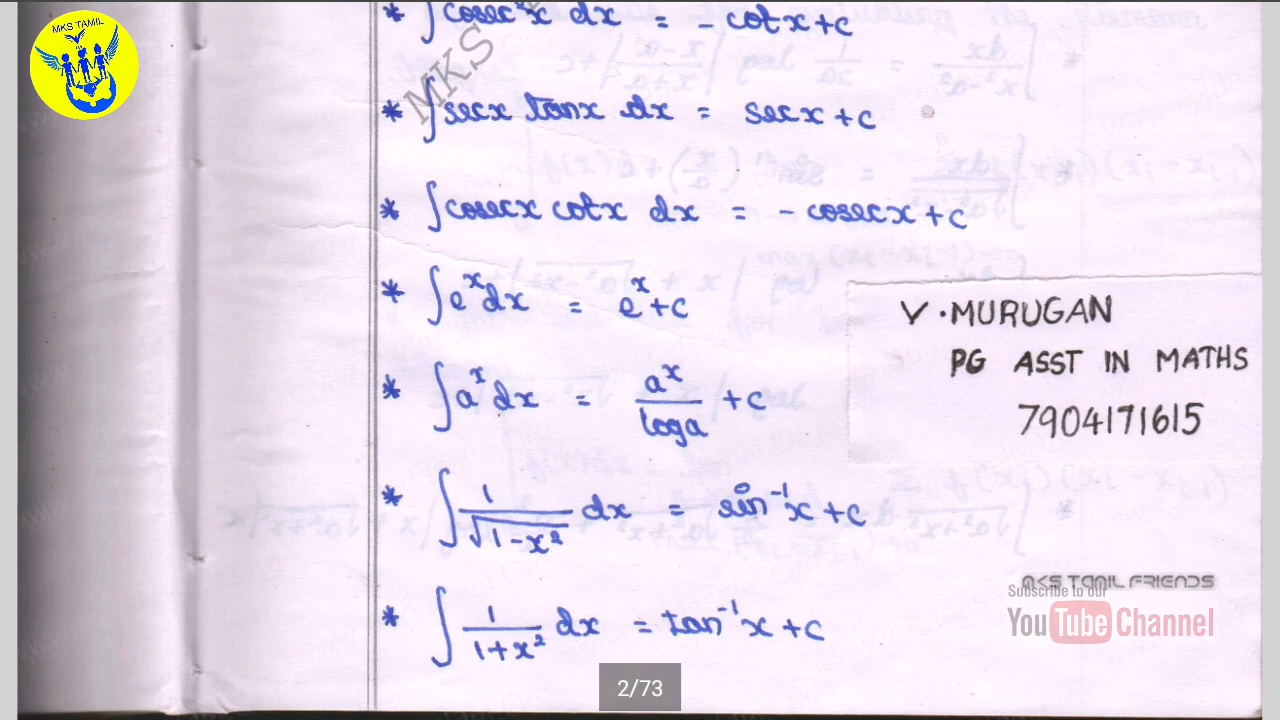 MKS TAMIL
* ∫cosec²x dx = - cotx+c
MKS
* ∫secx tanx dx = secx+c
* ∫cosecx cotx dx = - cosecx+c
* ∫eˣdx = eˣ+c
V. MURUGAN
PG ASST IN MATHS
7904171615
* ∫aˣdx = aˣ/loga +c
* ∫1/√1-x² dx = sin⁻¹x+c
* ∫1/1+x² dx = tan⁻¹x+c
MKS TAMIL FRIENDS
Subscribe to our
YouTube Channel
2/73